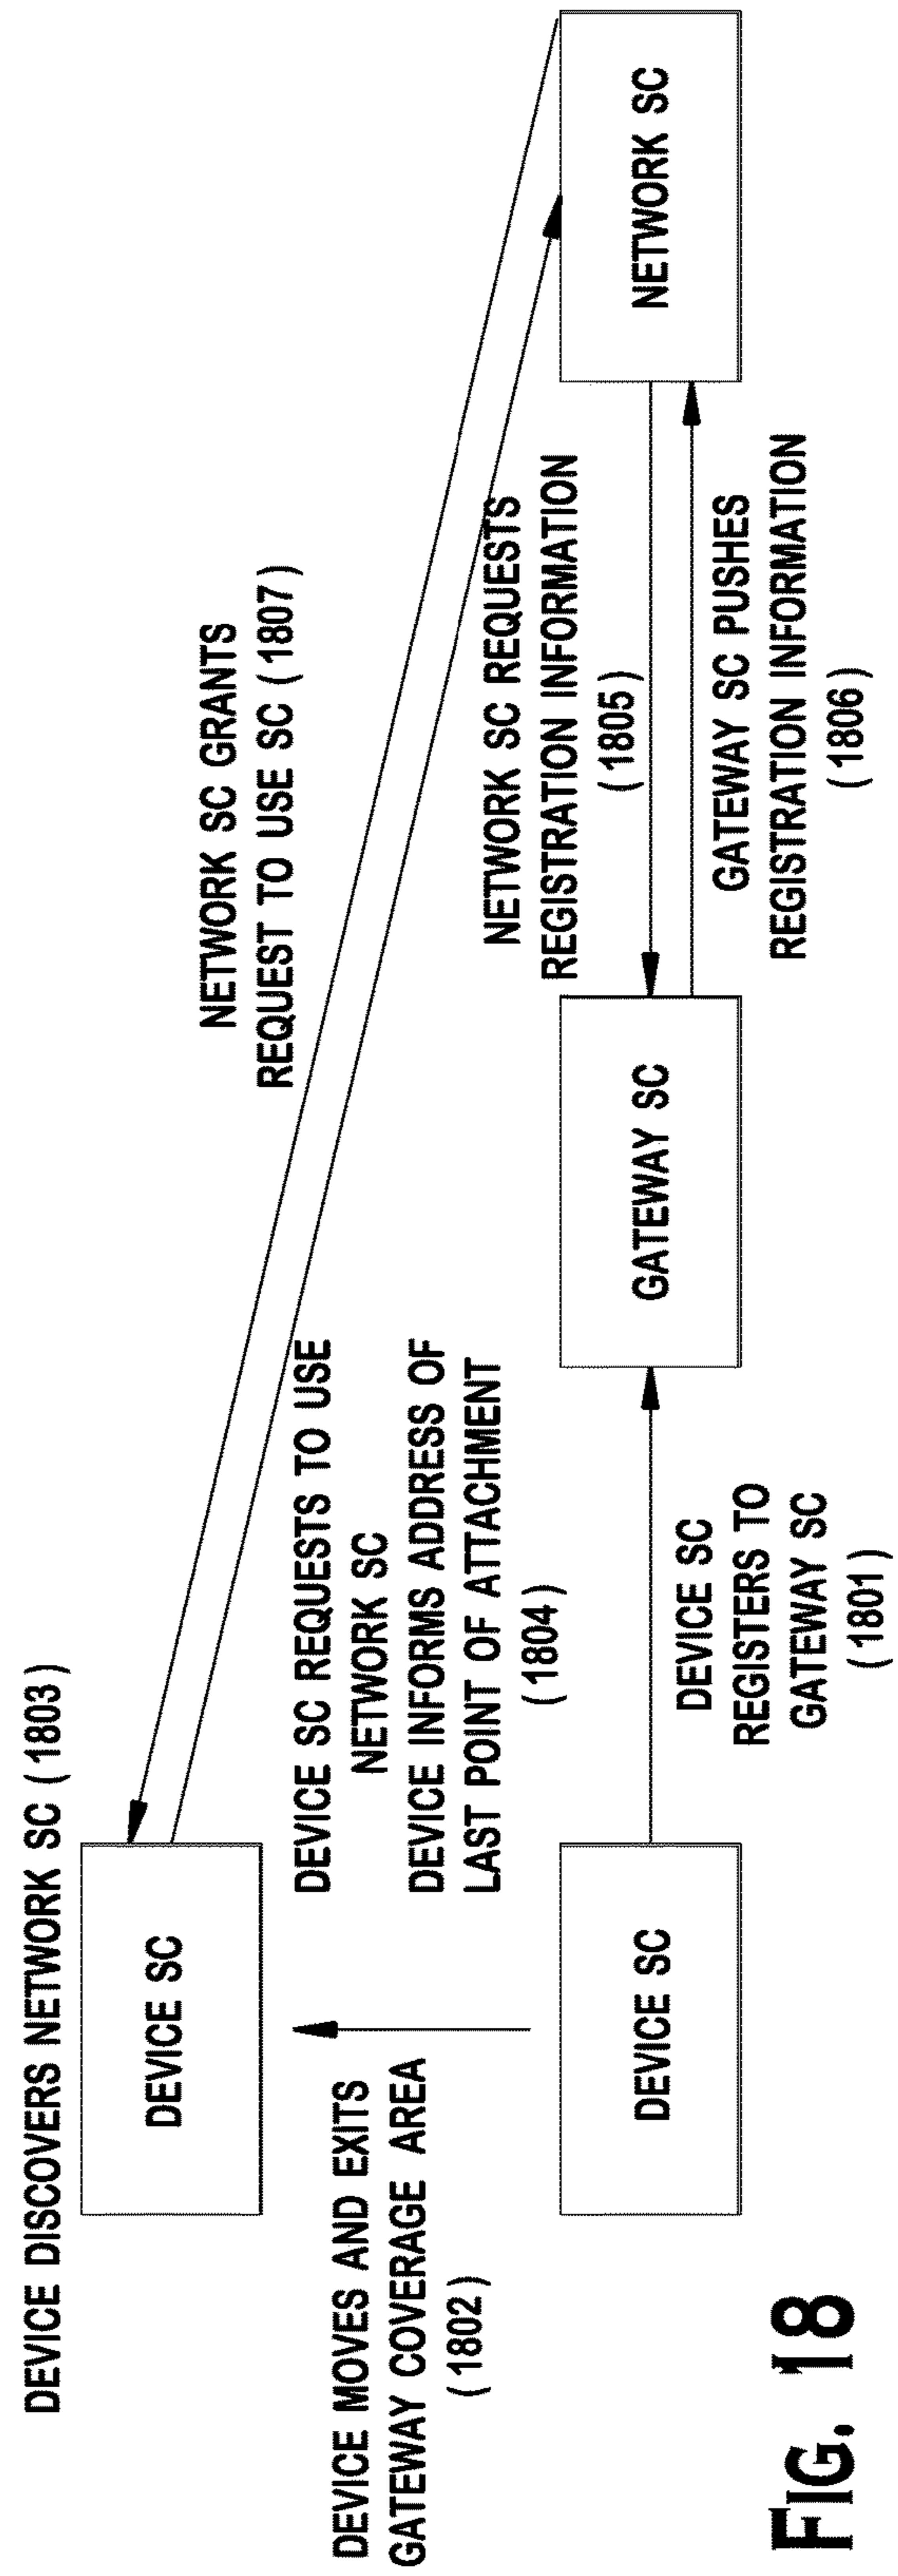 DEVICE DISCOVERS NETWORK SC (1803)
DEVICE SC
NETWORK SC GRANTS
REQUEST TO USE SC (1807)
DEVICE MOVES AND EXITS
GATEWAY COVERAGE AREA
(1802)
DEVICE SC REQUESTS TO USE
NETWORK SC
DEVICE INFORMS ADDRESS OF
LAST POINT OF ATTACHMENT
(1804)
NETWORK SC REQUESTS
REGISTRATION INFORMATION
(1805)
DEVICE SC
GATEWAY SC
NETWORK SC
DEVICE SC
REGISTERS TO
GATEWAY SC
(1801)
GATEWAY SC PUSHES
REGISTRATION INFORMATION
(1806)
FIG. 18